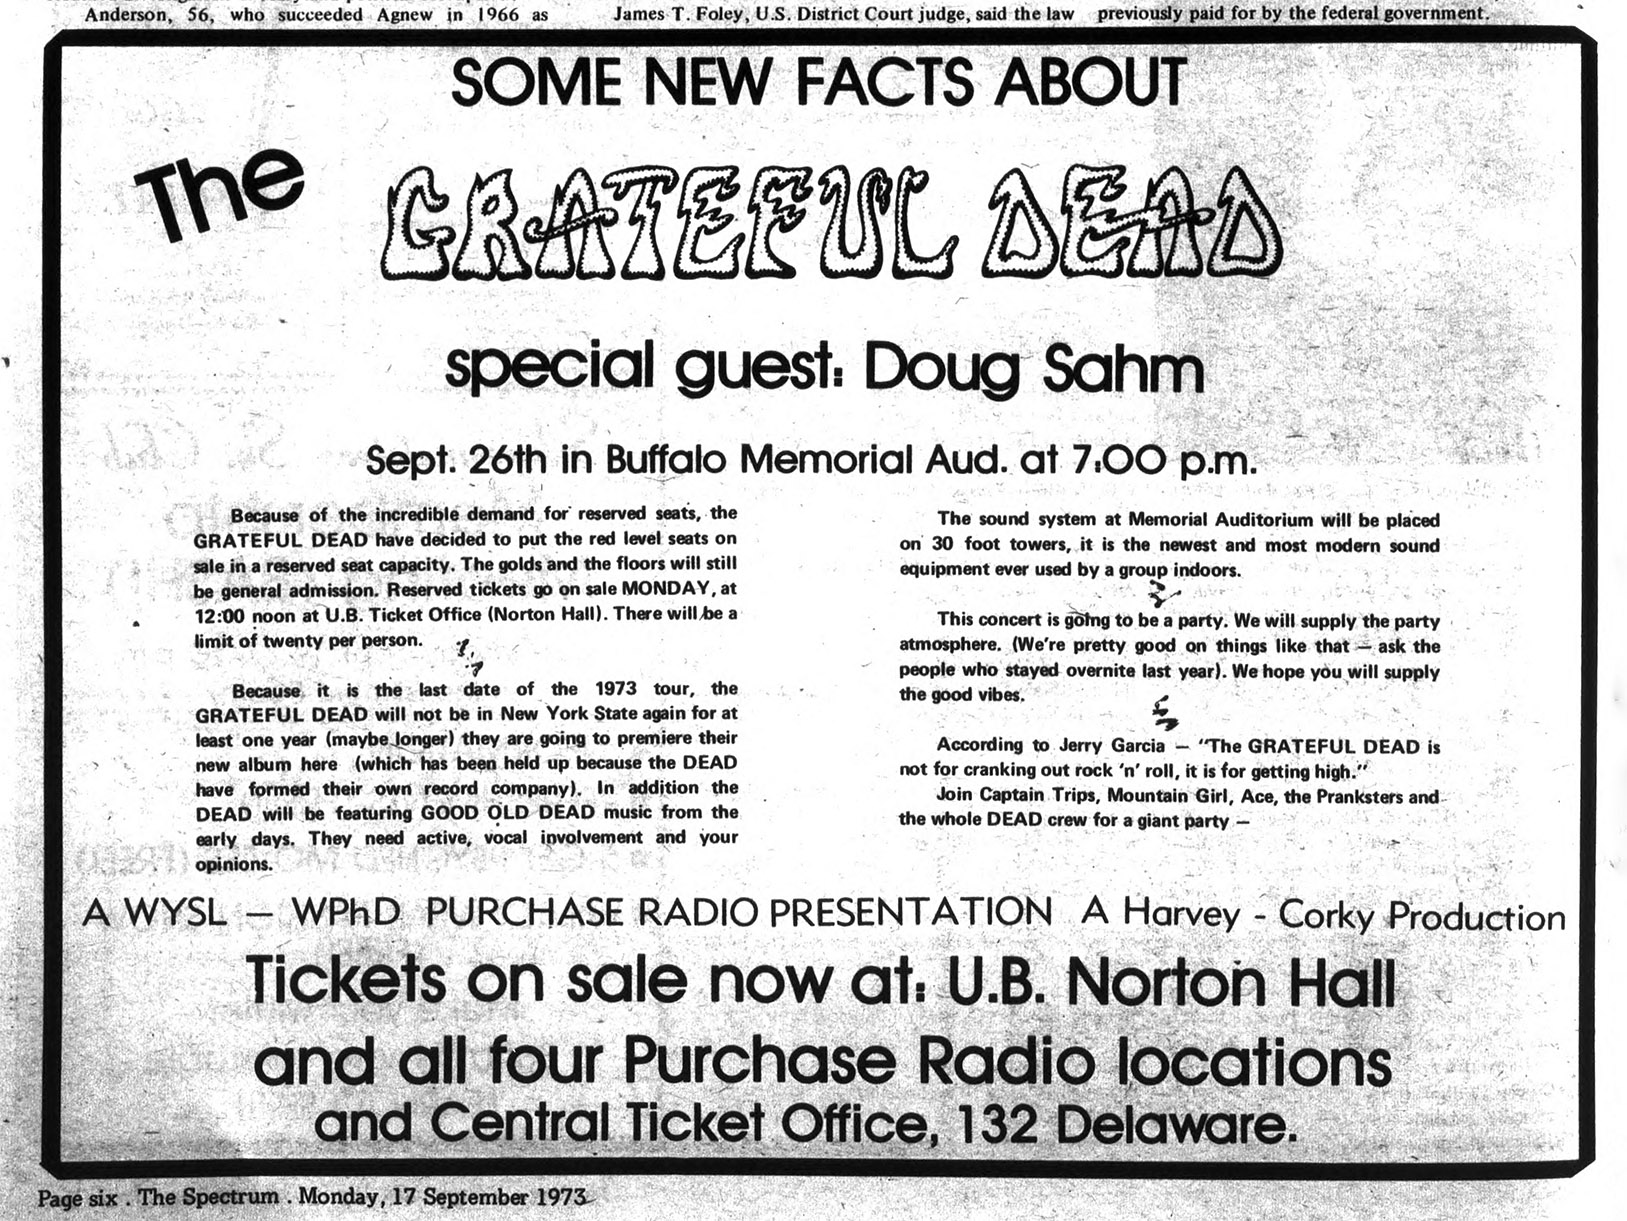 Anderson, 56, who succeeded Agnew in 1966 as
James T. Foley, U.S. District Court judge, said the law
previously paid for by the federal government.
SOME NEW FACTS ABOUT
The
GRATEFUL DEAD
special guest: Doug Sahm
Sept. 26th in Buffalo Memorial Aud. at 7:00 p.m.
Because of the incredible demand for reserved seats, the
GRATEFUL DEAD have decided to put the red level seats on
sale in a reserved seat capacity. The golds and the floors will still
be general admission. Reserved tickets go on sale MONDAY, at
12:00 noon at U.B. Ticket Office (Norton Hall). There will be a
limit of twenty per person.
Because it is the last date of the 1973 tour, the
GRATEFUL DEAD will not be in New York State again for at
least one year (maybe longer) they are going to premiere their
new album here (which has been held up because the DEAD
have formed their own record company). In addition the
DEAD will be featuring GOOD OLD DEAD music from the
early days. They need active, vocal involvement and your
opinions.
The sound system at Memorial Auditorium will be placed
on 30 foot towers, it is the newest and most modern sound
equipment ever used by a group indoors.
This concert is going to be a party. We will supply the party
atmosphere. (We're pretty good on things like that — ask the
people who stayed overnite last year). We hope you will supply
the good vibes.
According to Jerry Garcia — "The GRATEFUL DEAD is
not for cranking out rock 'n' roll, it is for getting high."
Join Captain Trips, Mountain Girl, Ace, the Pranksters and
the whole DEAD crew for a giant party —
A WYSL — WPhD PURCHASE RADIO PRESENTATION A Harvey - Corky Production
Tickets on sale now at: U.B. Norton Hall
and all four Purchase Radio locations
and Central Ticket Office, 132 Delaware.
Page six . The Spectrum . Monday, 17 September 1973